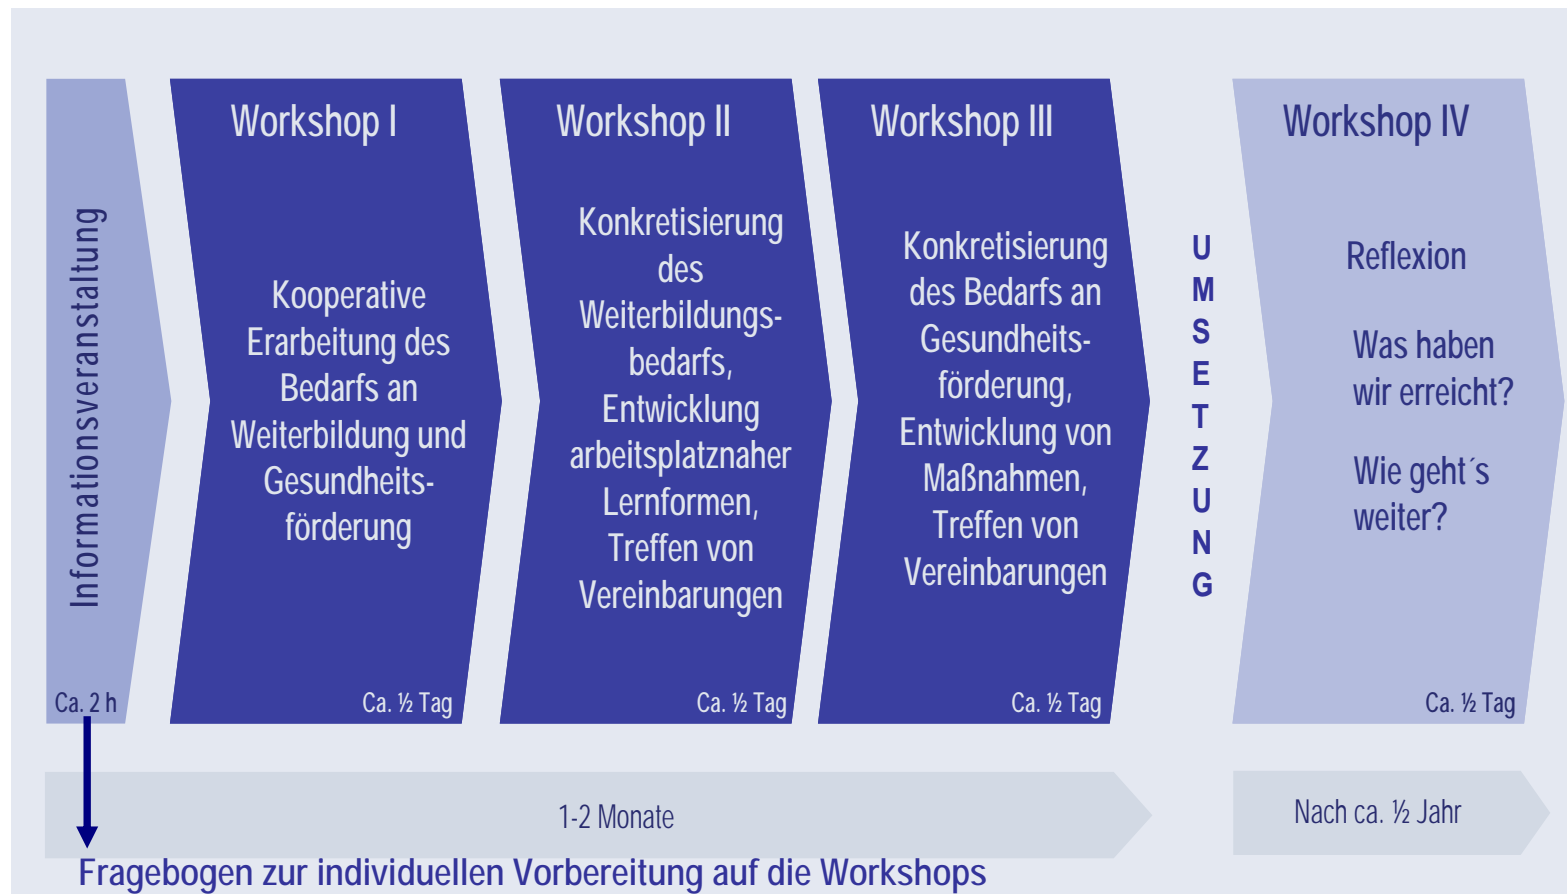 Informationsveranstaltung
Ca. 2 h
Workshop I
Kooperative
Erarbeitung des
Bedarfs an
Weiterbildung und
Gesundheits-
förderung
Ca. ½ Tag
Workshop II
Konkretisierung
des
Weiterbildungs-
bedarfs,
Entwicklung
arbeitsplatznaher
Lernformen,
Treffen von
Vereinbarungen
Ca. ½ Tag
Workshop III
Konkretisierung
des Bedarfs an
Gesundheits-
förderung,
Entwicklung von
Maßnahmen,
Treffen von
Vereinbarungen
Ca. ½ Tag
U
M
S
E
T
Z
U
N
G
Workshop IV
Reflexion
Was haben
wir erreicht?
Wie geht´s
weiter?
Ca. ½ Tag
1-2 Monate
Nach ca. ½ Jahr
Fragebogen zur individuellen Vorbereitung auf die Workshops